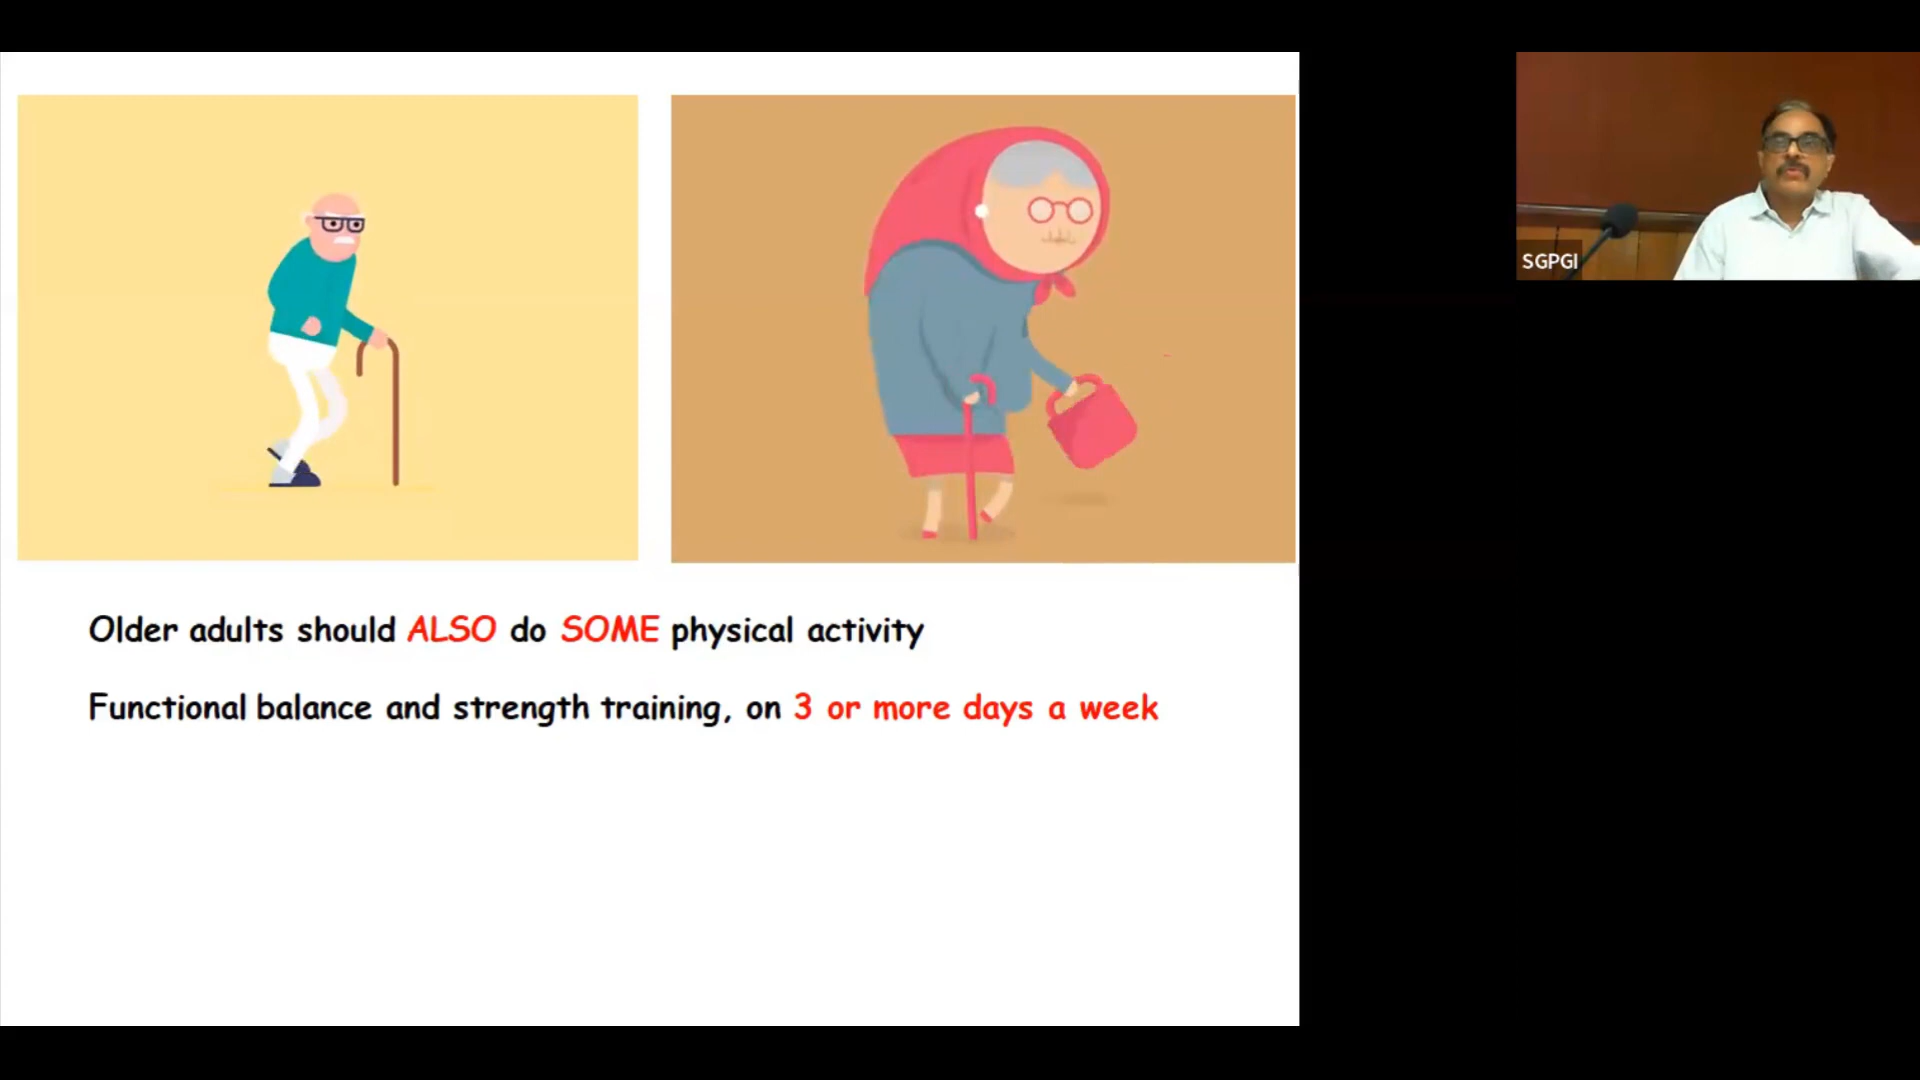 Older adults should ALSO do SOME physical activity
Functional balance and strength training, on 3 or more days a week
SGPGI